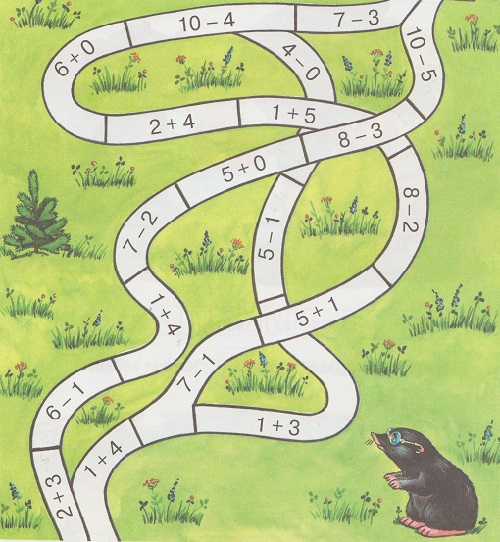 10 – 4
7 – 3
6 + 0
4 – 0
10 – 5
2 + 4
1 + 5
8 – 3
5 + 0
8 – 2
7 – 2
5 – 1
1 + 4
5 + 1
7 – 1
6 – 1
1 + 3
1 + 4
2 + 3